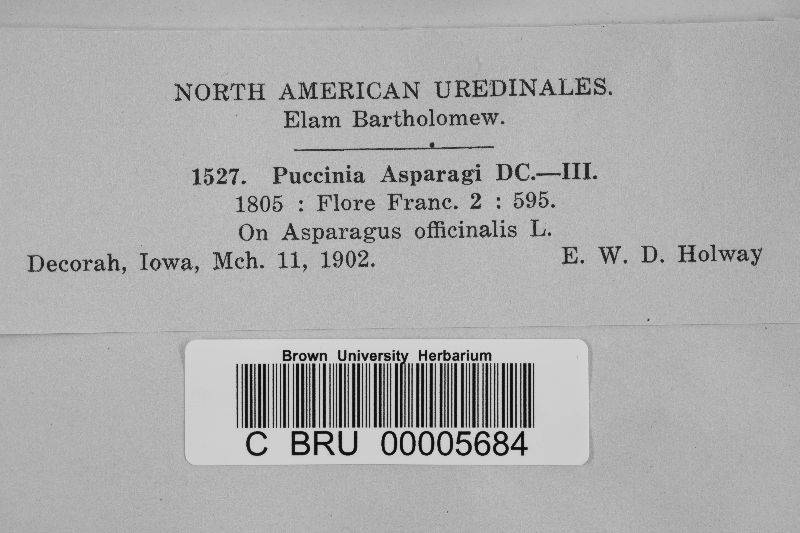 NORTH AMERICAN UREDINALES.
Elam Bartholomew.
1527. Puccinia Asparagi DC.—III.
1805 : Flore Franc. 2 : 595.
On Asparagus officinalis L.
Decorah, Iowa, Mch. 11, 1902. E. W. D. Holway
Brown University Herbarium
C BRU 00005684